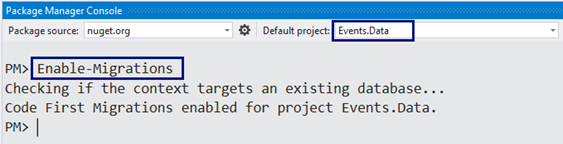 Package Manager Console
Package source: nuget.org Default project: Events.Data
PM> Enable-Migrations
Checking if the context targets an existing database...
Code First Migrations enabled for project Events.Data.
PM>